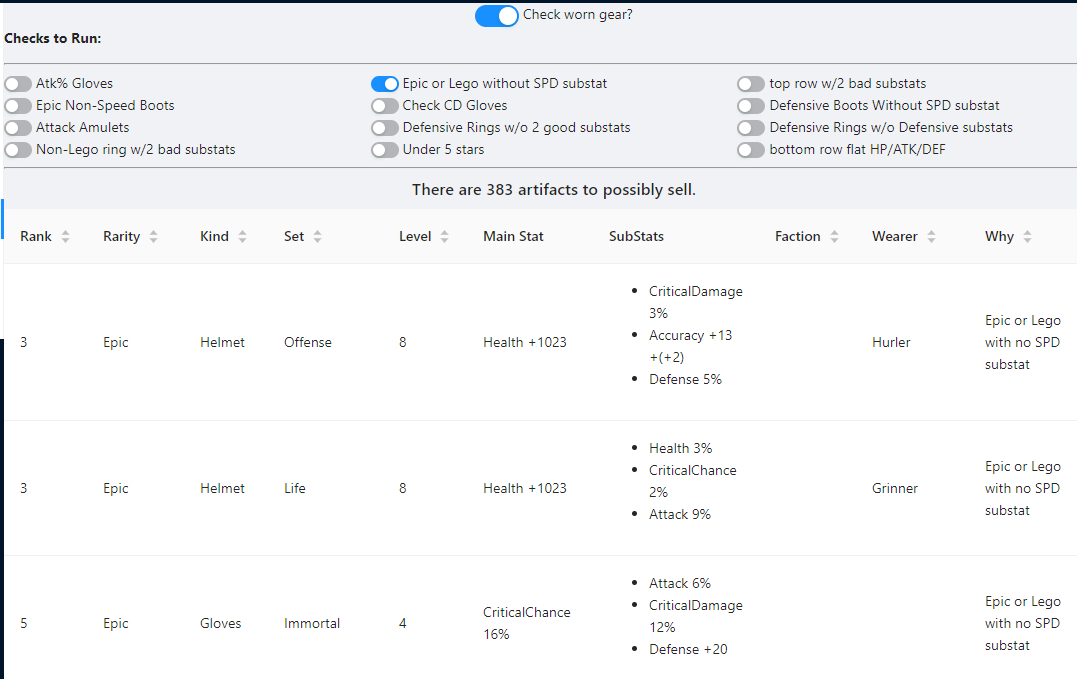 Check worn gear?
Checks to Run:
Atk% Gloves
Epic or Lego without SPD substat
top row w/2 bad substats
Epic Non-Speed Boots
Check CD Gloves
Defensive Boots Without SPD substat
Attack Amulets
Defensive Rings w/o 2 good substats
Defensive Rings w/o Defensive substats
Non-Lego ring w/2 bad substats
Under 5 stars
bottom row flat HP/ATK/DEF
There are 383 artifacts to possibly sell.
Rank Rarity Kind Set Level Main Stat SubStats Faction Wearer Why
3 Epic Helmet Offense 8 Health +1023
CriticalDamage
3%
Accuracy +13
+(+2)
Defense 5%
Hurler
Epic or Lego
with no SPD
substat
3 Epic Helmet Life 8 Health +1023
Health 3%
CriticalChance
2%
Attack 9%
Grinner
Epic or Lego
with no SPD
substat
5 Epic Gloves Immortal 4
CriticalChance
16%
Attack 6%
CriticalDamage
12%
Defense +20
Epic or Lego
with no SPD
substat